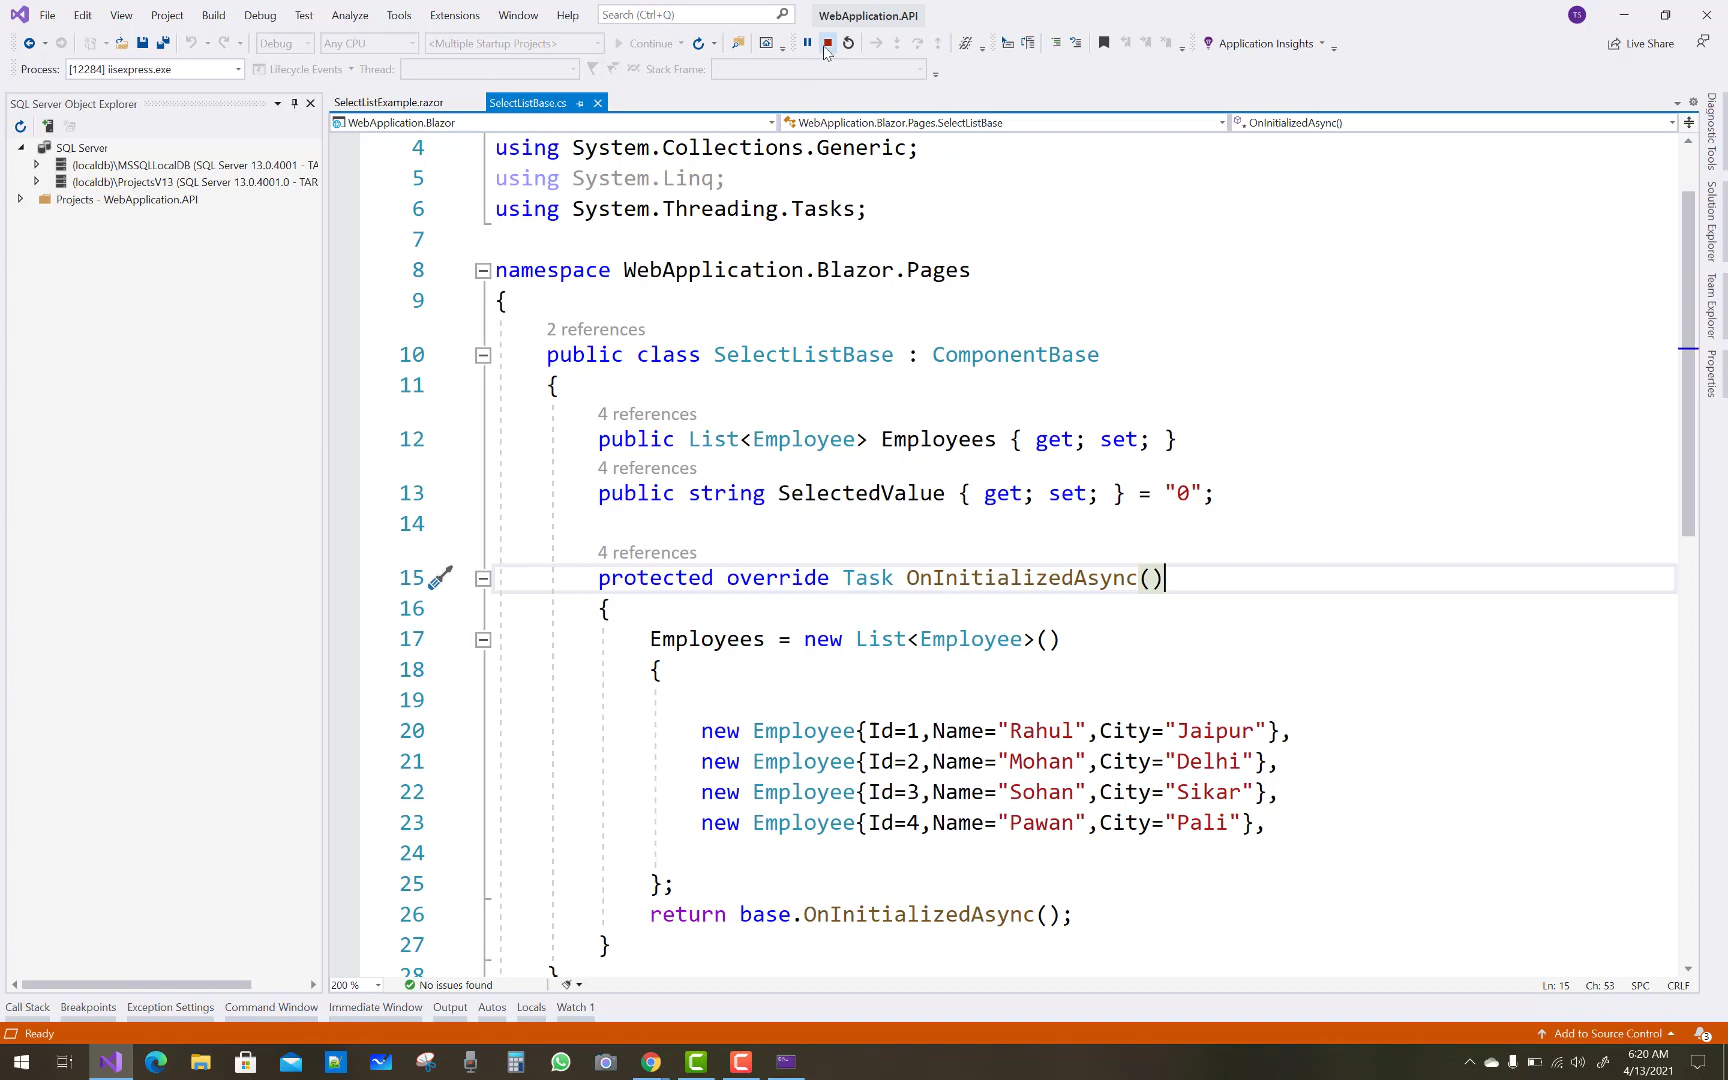 File Edit View Project Build Debug Test Analyze Tools Extensions Window Help Search (Ctrl+Q) WebApplication.API TS
Debug Any CPU <Multiple Startup Projects> Continue Application Insights Live Share
Process: [12284] iisexpress.exe Lifecycle Events Thread: Stack Frame:
SQL Server Object Explorer
SelectListExample.razor SelectListBase.cs
WebApplication.Blazor WebApplication.Blazor.Pages.SelectListBase OnInitializedAsync()
SQL Server
(localdb)\MSSQLLocalDB (SQL Server 13.0.4001 - TA
(localdb)\ProjectsV13 (SQL Server 13.0.4001.0 - TAR
Projects - WebApplication.API
4 using System.Collections.Generic;
5 using System.Linq;
6 using System.Threading.Tasks;
7
8 namespace WebApplication.Blazor.Pages
9 {
2 references
10 public class SelectListBase : ComponentBase
11 {
4 references
12 public List<Employee> Employees { get; set; }
4 references
13 public string SelectedValue { get; set; } = "0";
14
4 references
15 protected override Task OnInitializedAsync()
16 {
17 Employees = new List<Employee>()
18 {
19
20 new Employee{Id=1,Name="Rahul",City="Jaipur"},
21 new Employee{Id=2,Name="Mohan",City="Delhi"},
22 new Employee{Id=3,Name="Sohan",City="Sikar"},
23 new Employee{Id=4,Name="Pawan",City="Pali"},
24
25 };
26 return base.OnInitializedAsync();
27 }
28 }
Diagnostic Tools
Solution Explorer
Team Explorer
Properties
200 % No issues found Ln: 15 Ch: 53 SPC CRLF
Call Stack Breakpoints Exception Settings Command Window Immediate Window Output Autos Locals Watch 1
Ready Add to Source Control 3
6:20 AM
4/13/2021